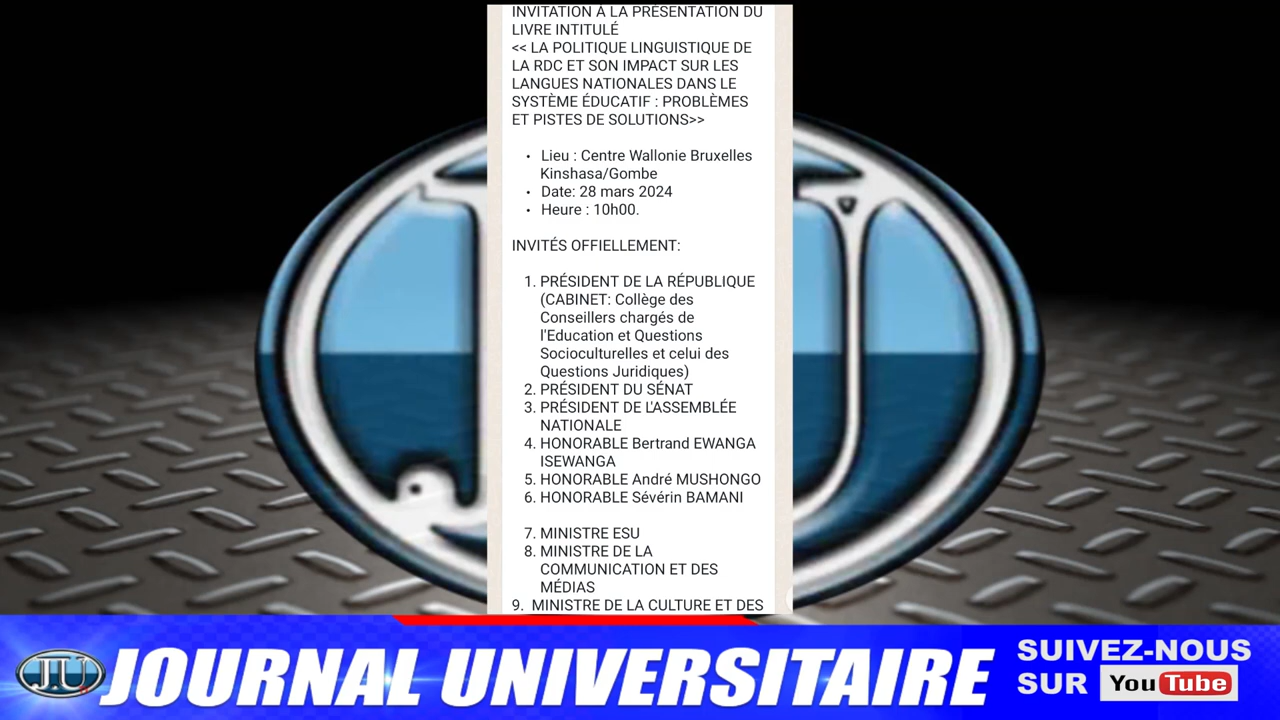 INVITATION À LA PRÉSENTATION DU
LIVRE INTITULÉ
<< LA POLITIQUE LINGUISTIQUE DE
LA RDC ET SON IMPACT SUR LES
LANGUES NATIONALES DANS LE
SYSTÈME ÉDUCATIF : PROBLÈMES
ET PISTES DE SOLUTIONS>>
• Lieu : Centre Wallonie Bruxelles
Kinshasa/Gombe
• Date: 28 mars 2024
• Heure : 10h00.
INVITÉS OFFIELLEMENT:
1. PRÉSIDENT DE LA RÉPUBLIQUE
(CABINET: Collège des
Conseillers chargés de
l'Education et Questions
Socioculturelles et celui des
Questions Juridiques)
2. PRÉSIDENT DU SÉNAT
3. PRÉSIDENT DE L'ASSEMBLÉE
NATIONALE
4. HONORABLE Bertrand EWANGA
ISEWANGA
5. HONORABLE André MUSHONGO
6. HONORABLE Sévérin BAMANI
7. MINISTRE ESU
8. MINISTRE DE LA
COMMUNICATION ET DES
MÉDIAS
9. MINISTRE DE LA CULTURE ET DES
J.U JOURNAL UNIVERSITAIRE
SUIVEZ-NOUS
SUR YouTube